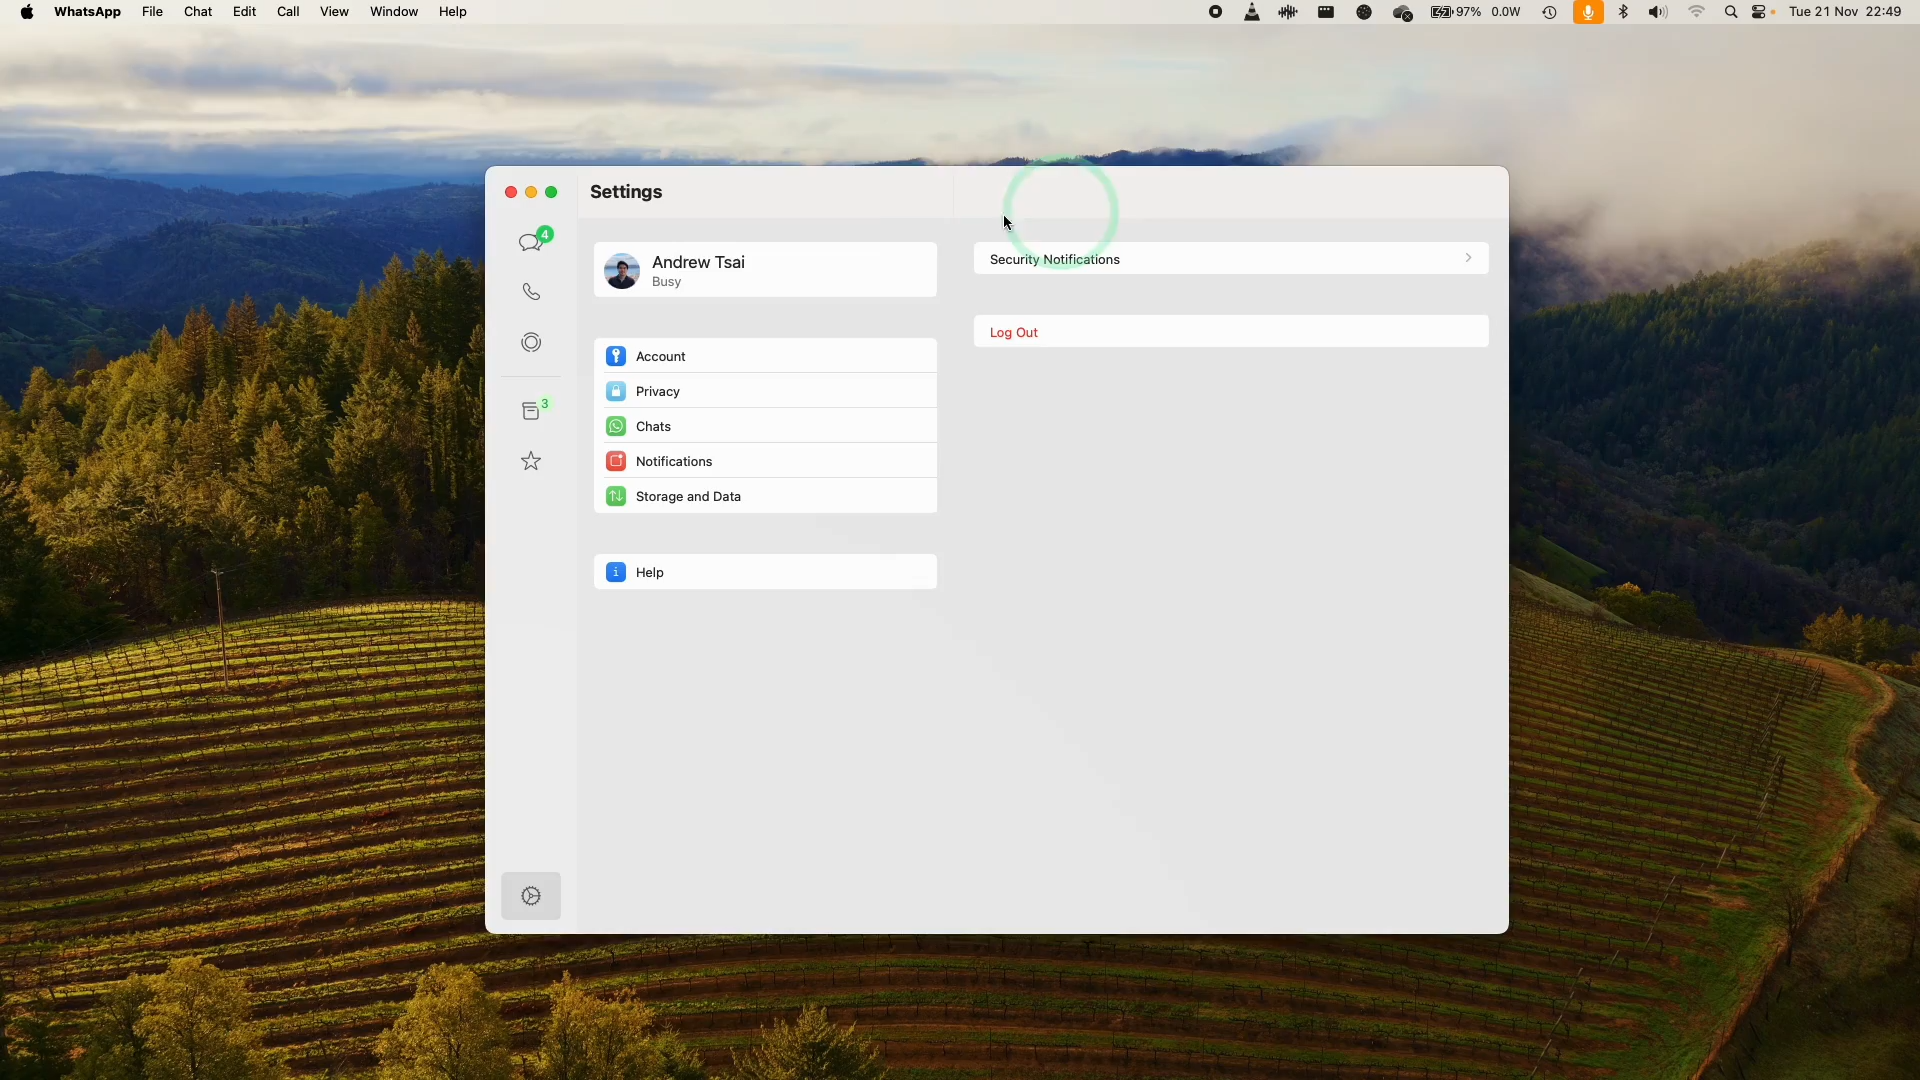 WhatsApp File Chat Edit Call View Window Help 97% 0.0W Tue 21 Nov 22:49
Settings
4
Andrew Tsai
Busy
Security Notifications
Log Out
Account
Privacy
3
Chats
Notifications
Storage and Data
Help